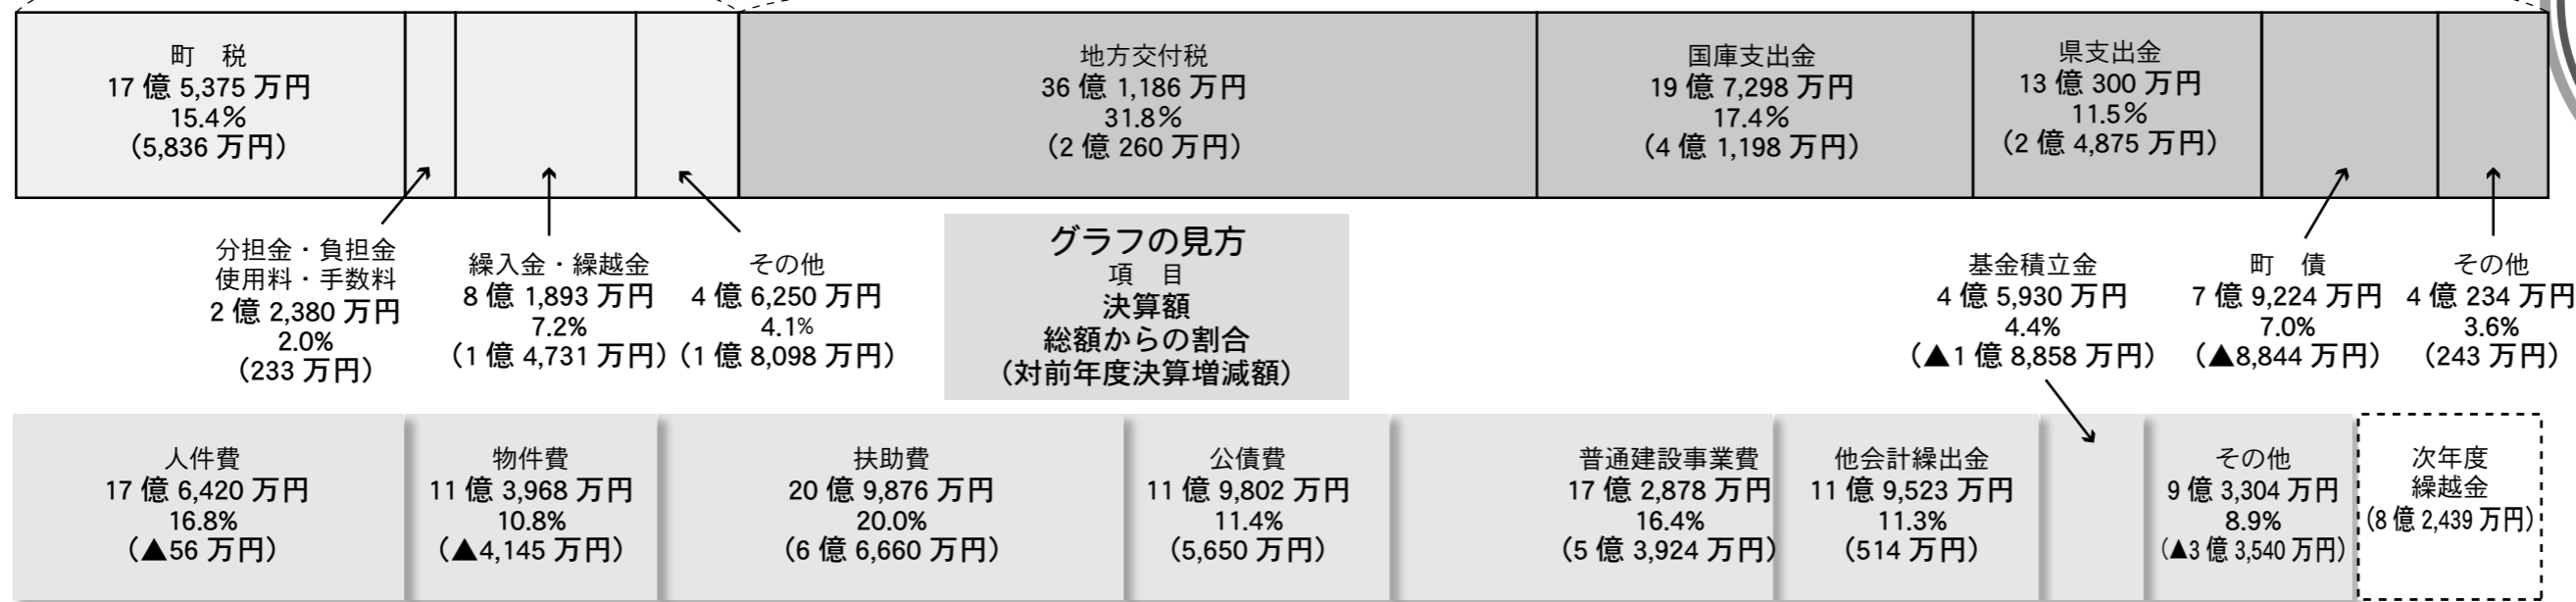 町　税
17 億 5,375 万円
15.4%
(5,836 万円)
地方交付税
36 億 1,186 万円
31.8%
(2 億 260 万円)
国庫支出金
19 億 7,298 万円
17.4%
(4 億 1,198 万円)
県支出金
13 億 300 万円
11.5%
(2 億 4,875 万円)
分担金・負担金
使用料・手数料
2 億 2,380 万円
2.0%
(233 万円)
繰入金・繰越金
8 億 1,893 万円
7.2%
(1 億 4,731 万円)
その他
4 億 6,250 万円
4.1%
(1 億 8,098 万円)
グラフの見方
項　目
決算額
総額からの割合
(対前年度決算増減額)
基金積立金
4 億 5,930 万円
4.4%
(▲1 億 8,858 万円)
町　債
7 億 9,224 万円
7.0%
(▲8,844 万円)
その他
4 億 234 万円
3.6%
(243 万円)
人件費
17 億 6,420 万円
16.8%
(▲56 万円)
物件費
11 億 3,968 万円
10.8%
(▲4,145 万円)
扶助費
20 億 9,876 万円
20.0%
(6 億 6,660 万円)
公債費
11 億 9,802 万円
11.4%
(5,650 万円)
普通建設事業費
17 億 2,878 万円
16.4%
(5 億 3,924 万円)
他会計繰出金
11 億 9,523 万円
11.3%
(514 万円)
その他
9 億 3,304 万円
8.9%
(▲3 億 3,540 万円)
次年度
繰越金
(8 億 2,439 万円)